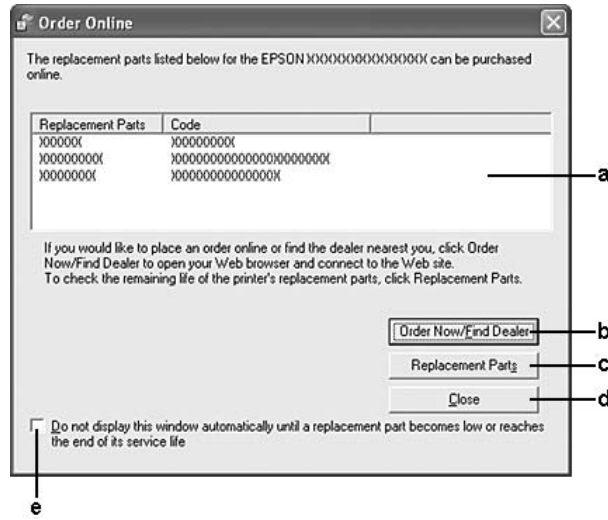 Order Online
The replacement parts listed below for the EPSON XXXXXXXXXXXXXXXX can be purchased
online.
Replacement Parts Code
XXXXXX XXXXXXXXX
XXXXXXXXX XXXXXXXXXXXXXXXXXXXXXXX
XXXXXXXX XXXXXXXXXXXXXXXX
a
If you would like to place an order online or find the dealer nearest you, click Order
Now/Find Dealer to open your Web browser and connect to the Web site.
To check the remaining life of the printer's replacement parts, click Replacement Parts.
Order Now/Find Dealer b
Replacement Parts c
Close d
Do not display this window automatically until a replacement part becomes low or reaches
the end of its service life
e